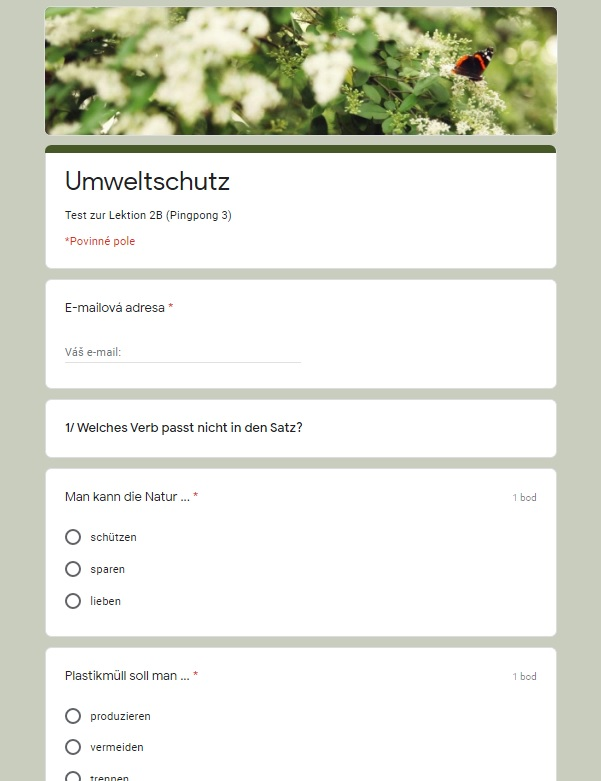 Umweltschutz
Test zur Lektion 2B (Pingpong 3)
*Povinné pole
E-mailová adresa *
Váš e-mail:
1/ Welches Verb passt nicht in den Satz?
Man kann die Natur ... * 1 bod
schützen
sparen
lieben
Plastikmüll soll man ... * 1 bod
produzieren
vermeiden
trennen